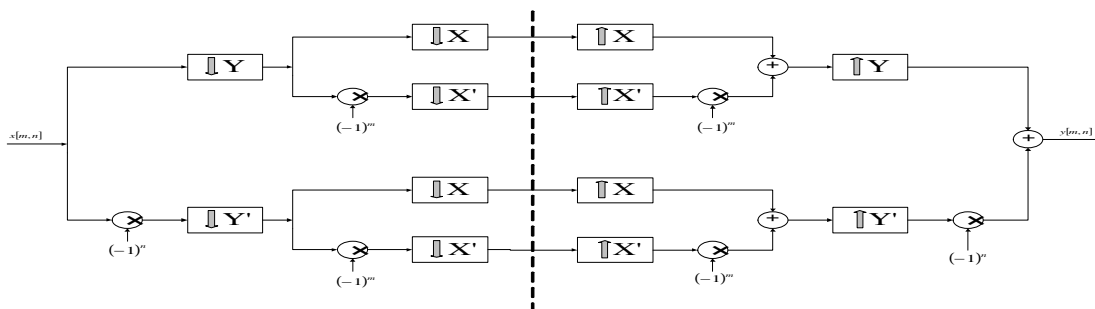 X
X
Y
+
Y
X'
X'
(−1)^m
(−1)^m
x[m,n]
+
y[m,n]
X
X
Y'
+
Y'
(−1)^n
X'
X'
(−1)^n
(−1)^m
(−1)^m